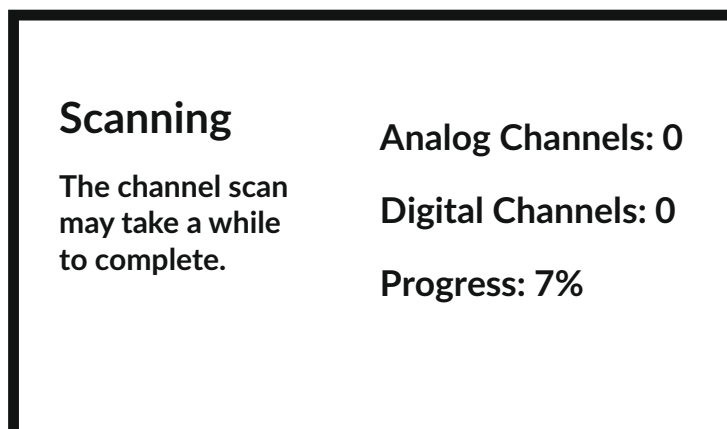 Scanning
The channel scan
may take a while
to complete.
Analog Channels: 0
Digital Channels: 0
Progress: 7%